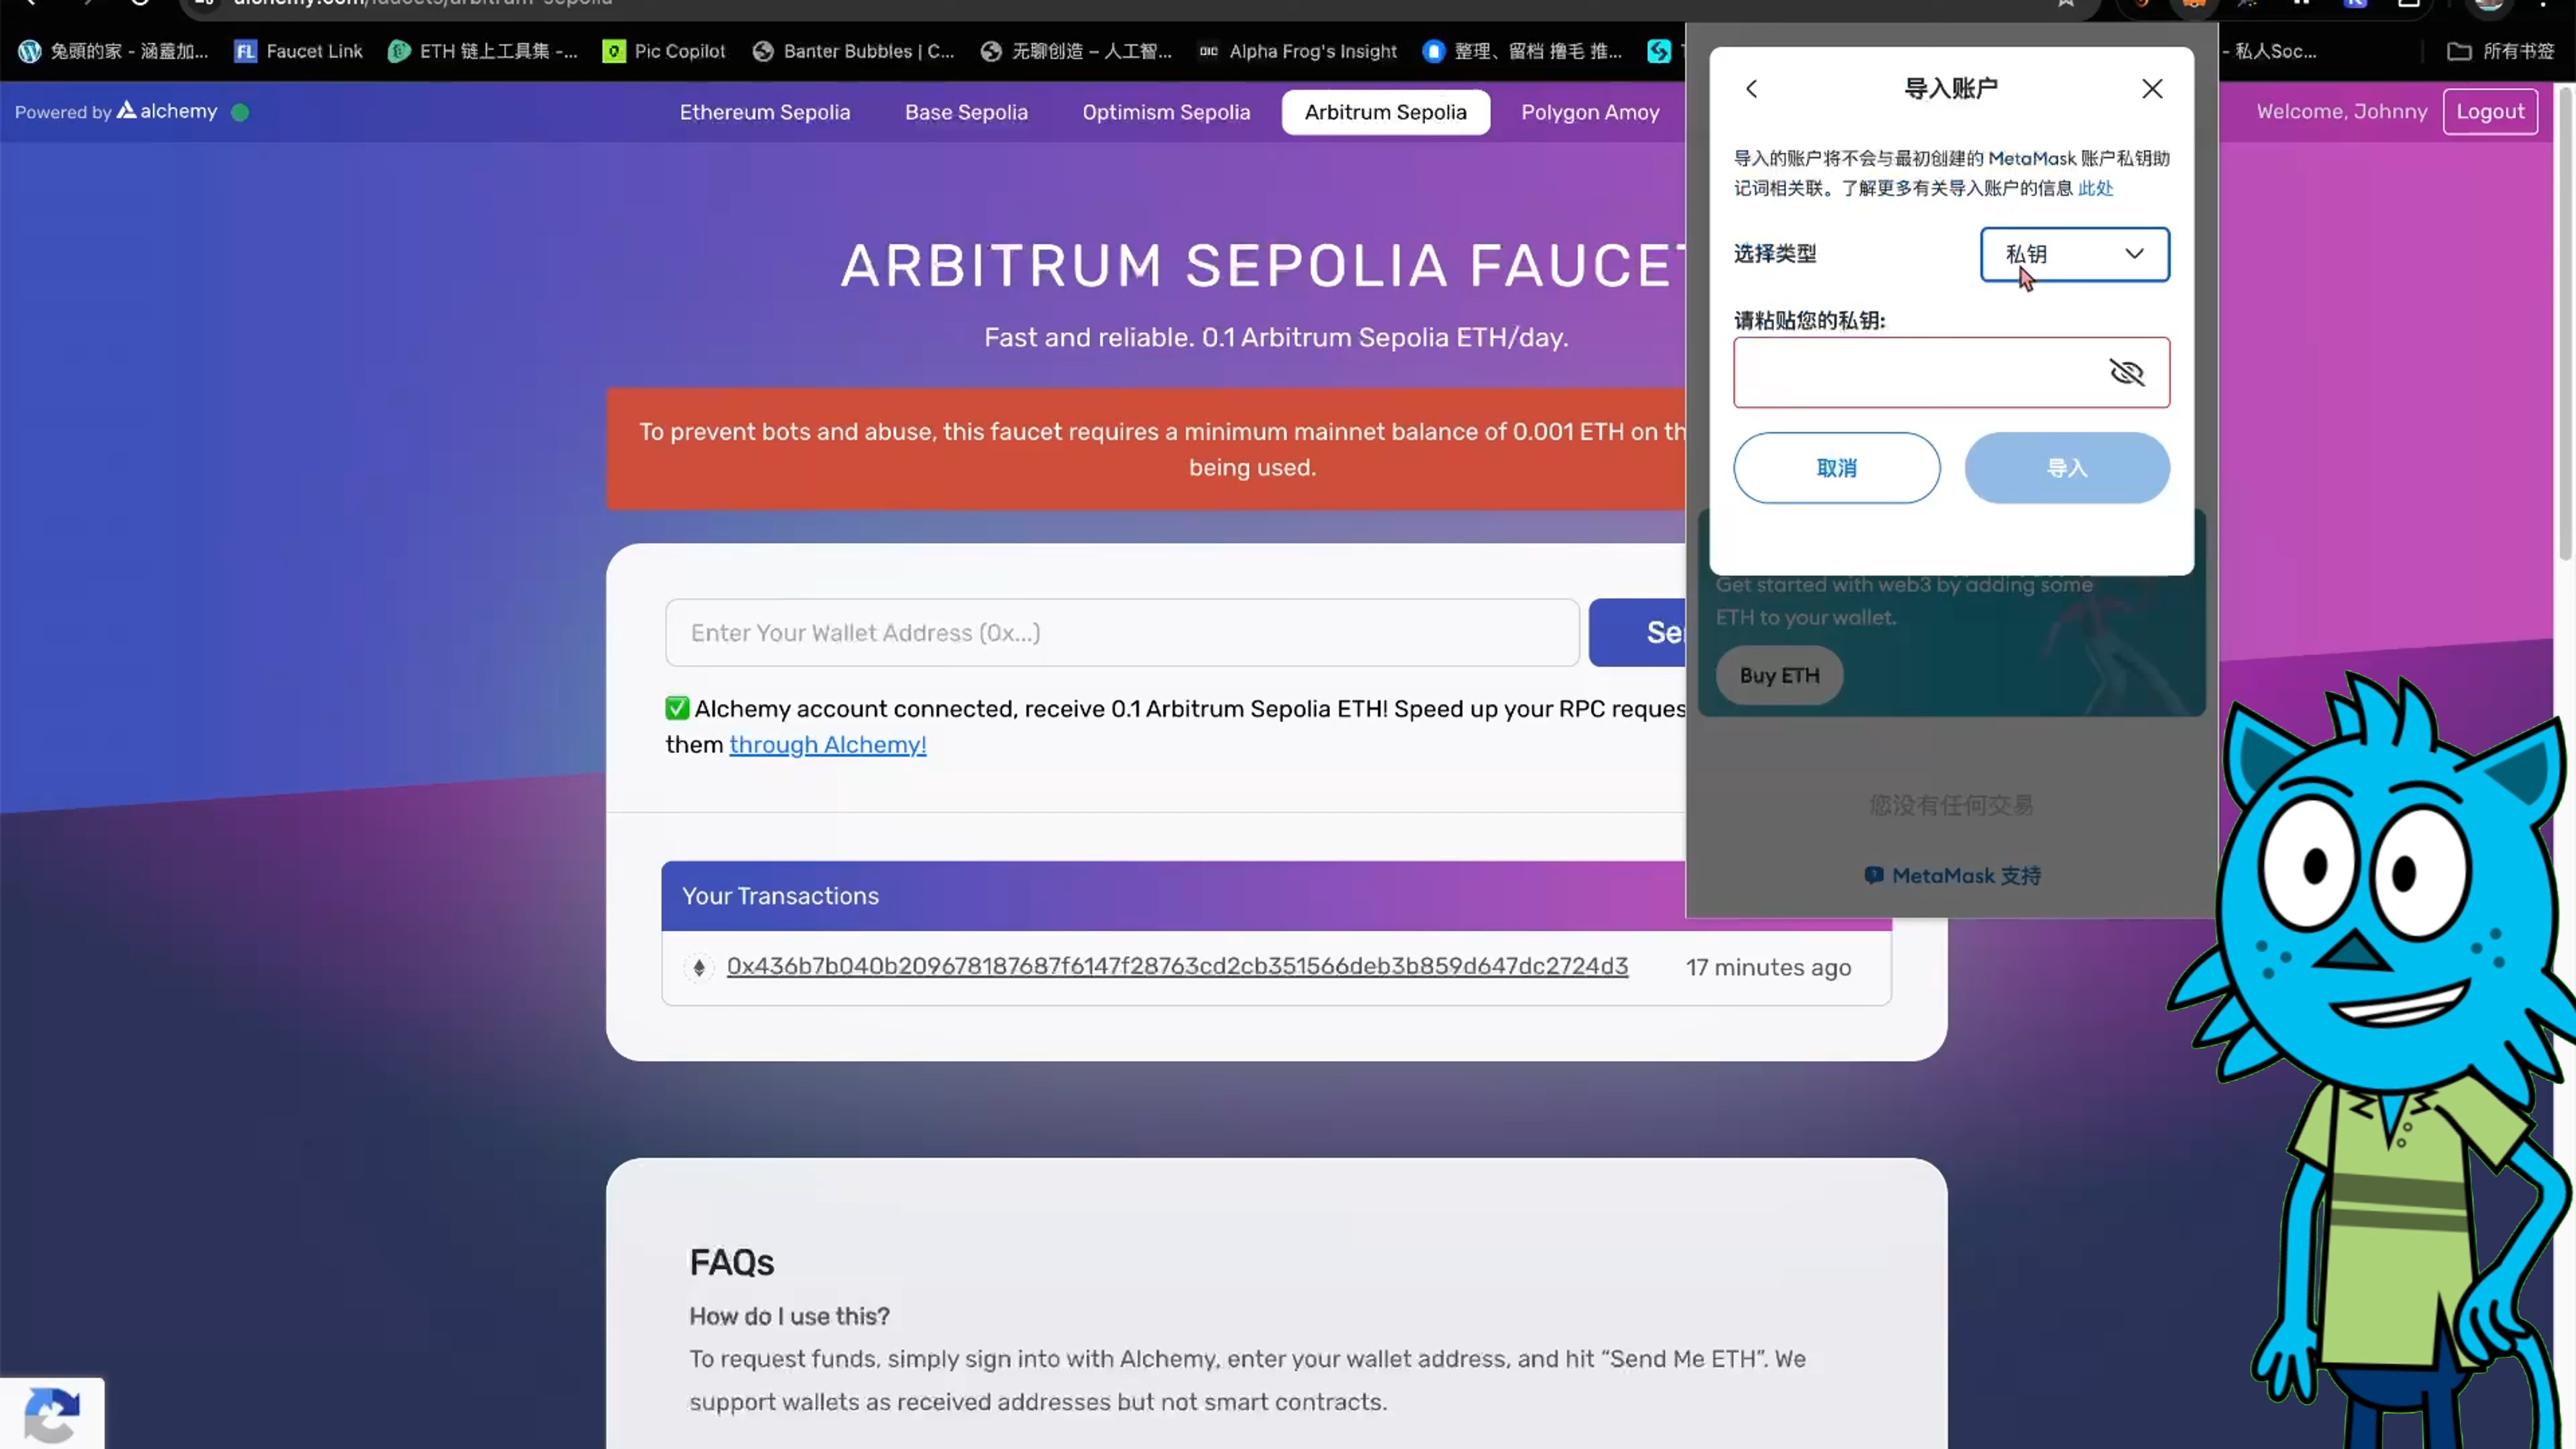 兔頭的家 - 涵蓋加...
FL Faucet Link
ETH 链上工具集 -...
Pic Copilot
Banter Bubbles | C...
无聊创造 – 人工智...
Alpha Frog's Insight
整理、留档 撸毛 推...
- 私人Soc...
所有书签
Powered by alchemy
Ethereum Sepolia
Base Sepolia
Optimism Sepolia
Arbitrum Sepolia
Polygon Amoy
Welcome, Johnny
Logout
ARBITRUM SEPOLIA FAUCE
Fast and reliable. 0.1 Arbitrum Sepolia ETH/day.
To prevent bots and abuse, this faucet requires a minimum mainnet balance of 0.001 ETH on th
being used.
Enter Your Wallet Address (0x...)
Se
Alchemy account connected, receive 0.1 Arbitrum Sepolia ETH! Speed up your RPC reques
them through Alchemy!
Your Transactions
0x436b7b040b209678187687f6147f28763cd2cb351566deb3b859d647dc2724d3
17 minutes ago
FAQs
How do I use this?
To request funds, simply sign into with Alchemy, enter your wallet address, and hit “Send Me ETH”. We
support wallets as received addresses but not smart contracts.
导入账户
导入的账户将不会与最初创建的 MetaMask 账户私钥助
记词相关联。了解更多有关导入账户的信息 此处
选择类型
私钥
请粘贴您的私钥:
取消
导入
Get started with web3 by adding some
ETH to your wallet.
Buy ETH
您没有任何交易
MetaMask 支持